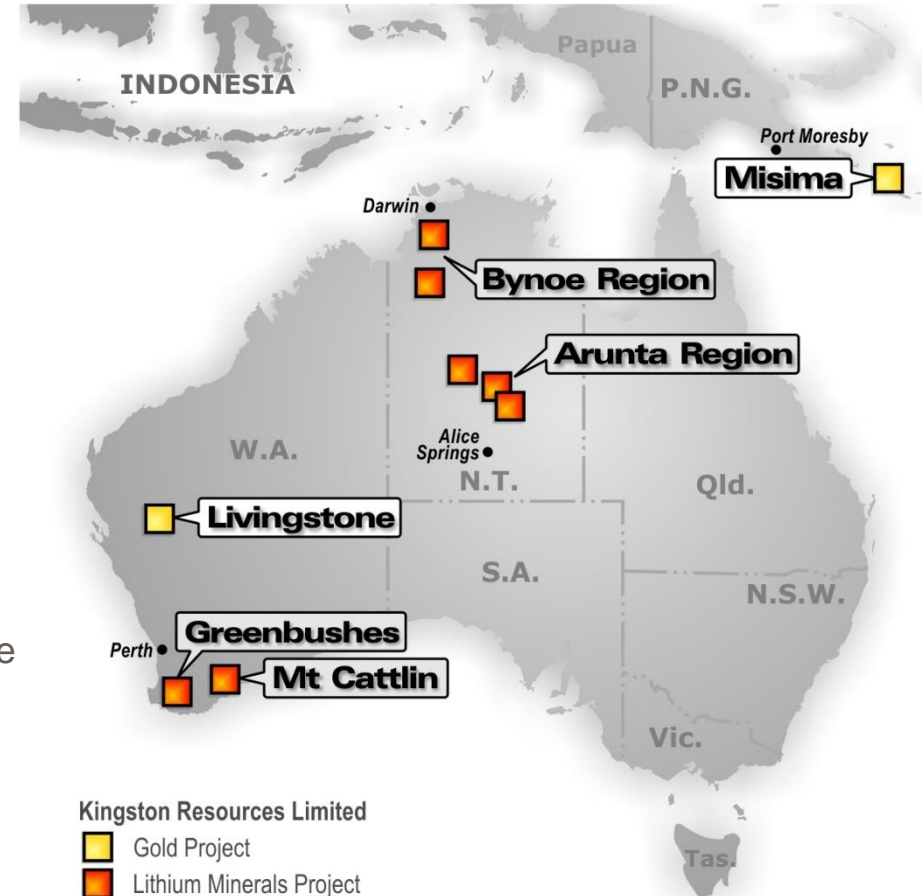 Papua
INDONESIA
P.N.G.
Port Moresby
Misima
Darwin
Bynoe Region
Arunta Region
Alice
Springs
W.A.
N.T.
Qld.
Livingstone
S.A.
N.S.W.
Greenbushes
Perth
e
Mt Cattlin
Vic.
Kingston Resources Limited
Gold Project
Tas.
Lithium Minerals Project